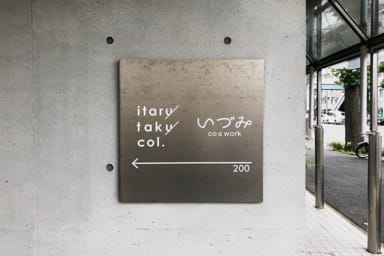 itaru/
taku/
col.
いづみ
co & work
200